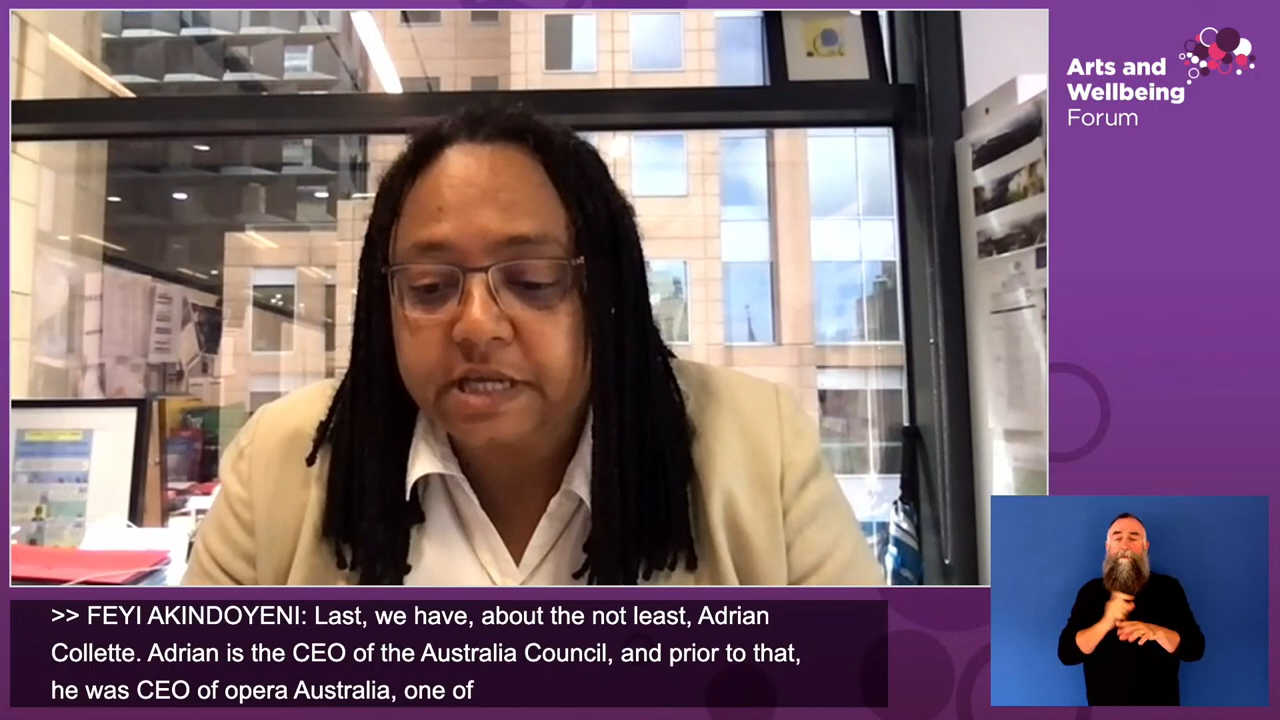 Arts and
Wellbeing
Forum
>> FEYI AKINDOYENI: Last, we have, about the not least, Adrian
Collette. Adrian is the CEO of the Australia Council, and prior to that,
he was CEO of opera Australia, one of